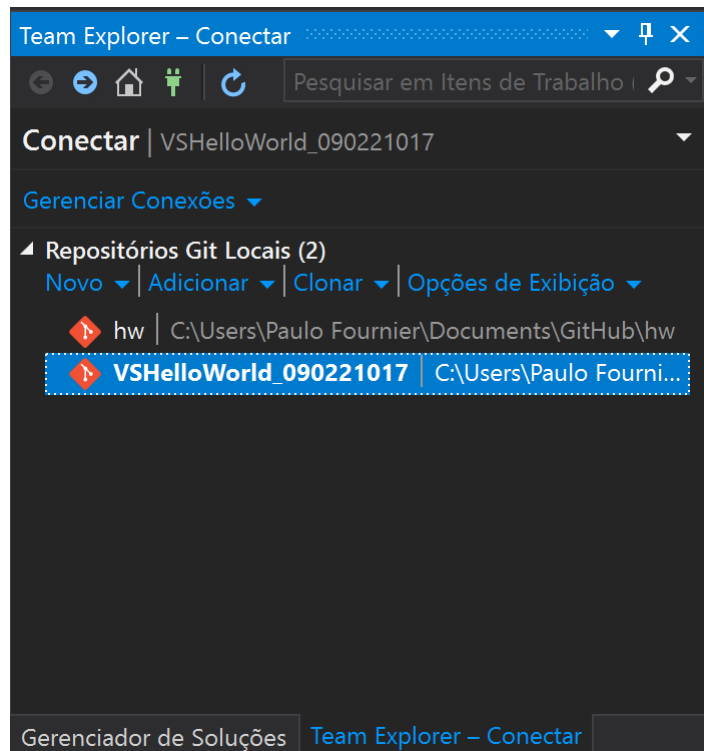 Team Explorer – Conectar
Pesquisar em Itens de Trabalho (
Conectar | VSHelloWorld_090221017
Gerenciar Conexões
Repositórios Git Locais (2)
Novo | Adicionar | Clonar | Opções de Exibição
hw | C:\Users\Paulo Fournier\Documents\GitHub\hw
VSHelloWorld_090221017 | C:\Users\Paulo Fourni...
Gerenciador de Soluções Team Explorer – Conectar